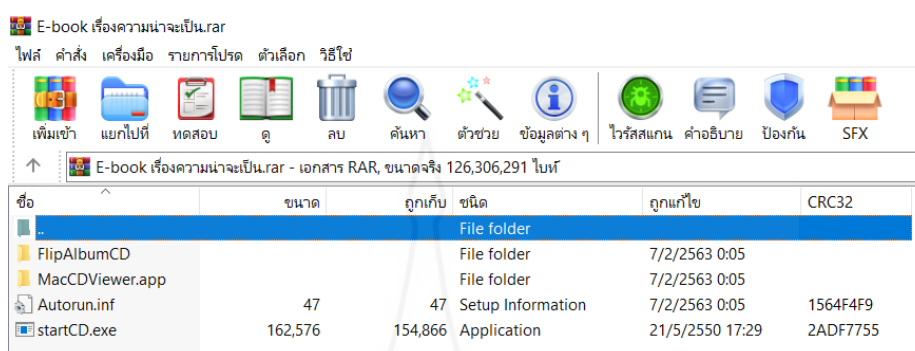 E-book เรื่องความน่าจะเป็น.rar
ไฟล์ คำสั่ง เครื่องมือ รายการโปรด ตัวเลือก วิธีใช้
เพิ่มเข้า แยกไปที่ ทดสอบ ดู ลบ ค้นหา ตัวช่วย ข้อมูลต่าง ๆ ไวรัสสแกน คำอธิบาย ป้องกัน SFX
E-book เรื่องความน่าจะเป็น.rar - เอกสาร RAR, ขนาดจริง 126,306,291 ไบท์
ชื่อ ขนาด ถูกเก็บ ชนิด ถูกแก้ไข CRC32
.. File folder
FlipAlbumCD File folder 7/2/2563 0:05
MacCDViewer.app File folder 7/2/2563 0:05
Autorun.inf 47 47 Setup Information 7/2/2563 0:05 1564F4F9
startCD.exe 162,576 154,866 Application 21/5/2550 17:29 2ADF7755